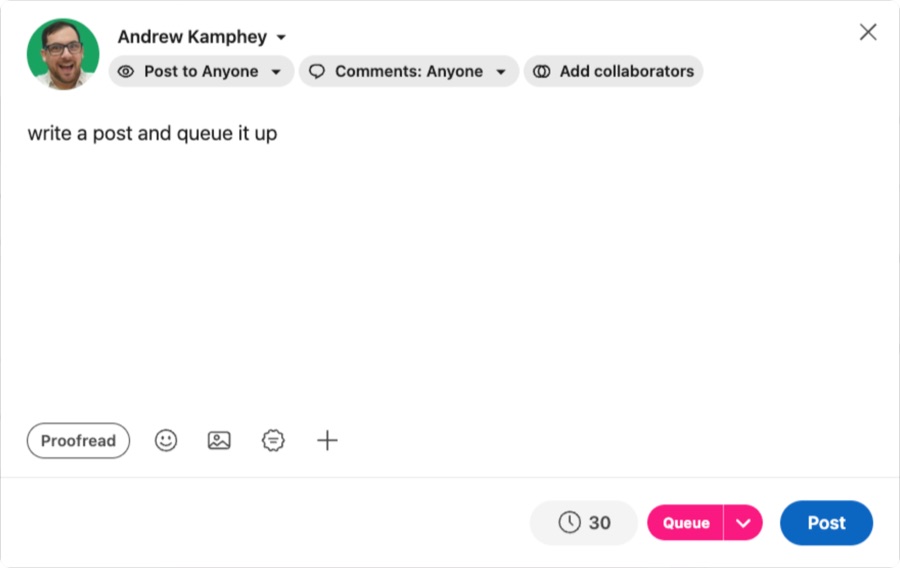 Andrew Kamphey
Post to Anyone Comments: Anyone Add collaborators
write a post and queue it up
Proofread
30 Queue Post